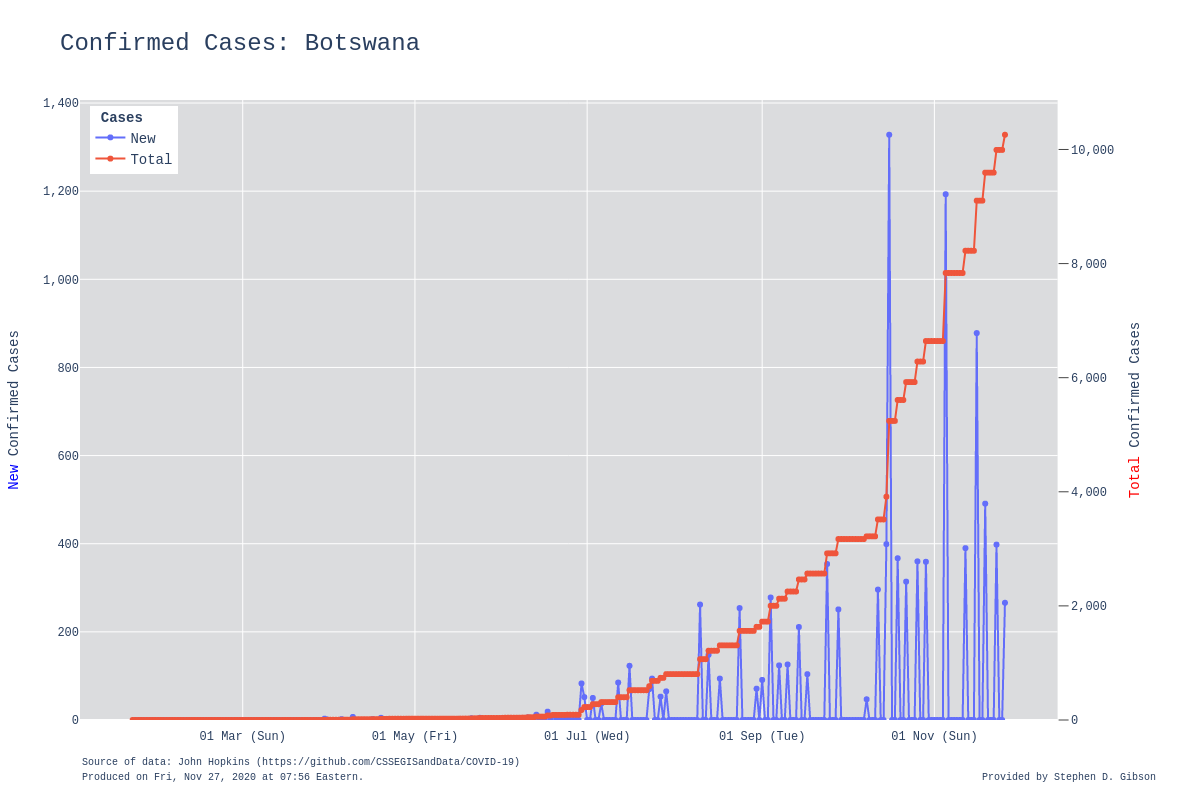 Confirmed Cases: Botswana
Cases
New
Total
1,400
1,200
1,000
800
600
400
200
0
10,000
8,000
6,000
4,000
2,000
0
New Confirmed Cases
Total Confirmed Cases
01 Mar (Sun)
01 May (Fri)
01 Jul (Wed)
01 Sep (Tue)
01 Nov (Sun)
Source of data: John Hopkins (https://github.com/CSSEGISandData/COVID-19)
Produced on Fri, Nov 27, 2020 at 07:56 Eastern.
Provided by Stephen D. Gibson